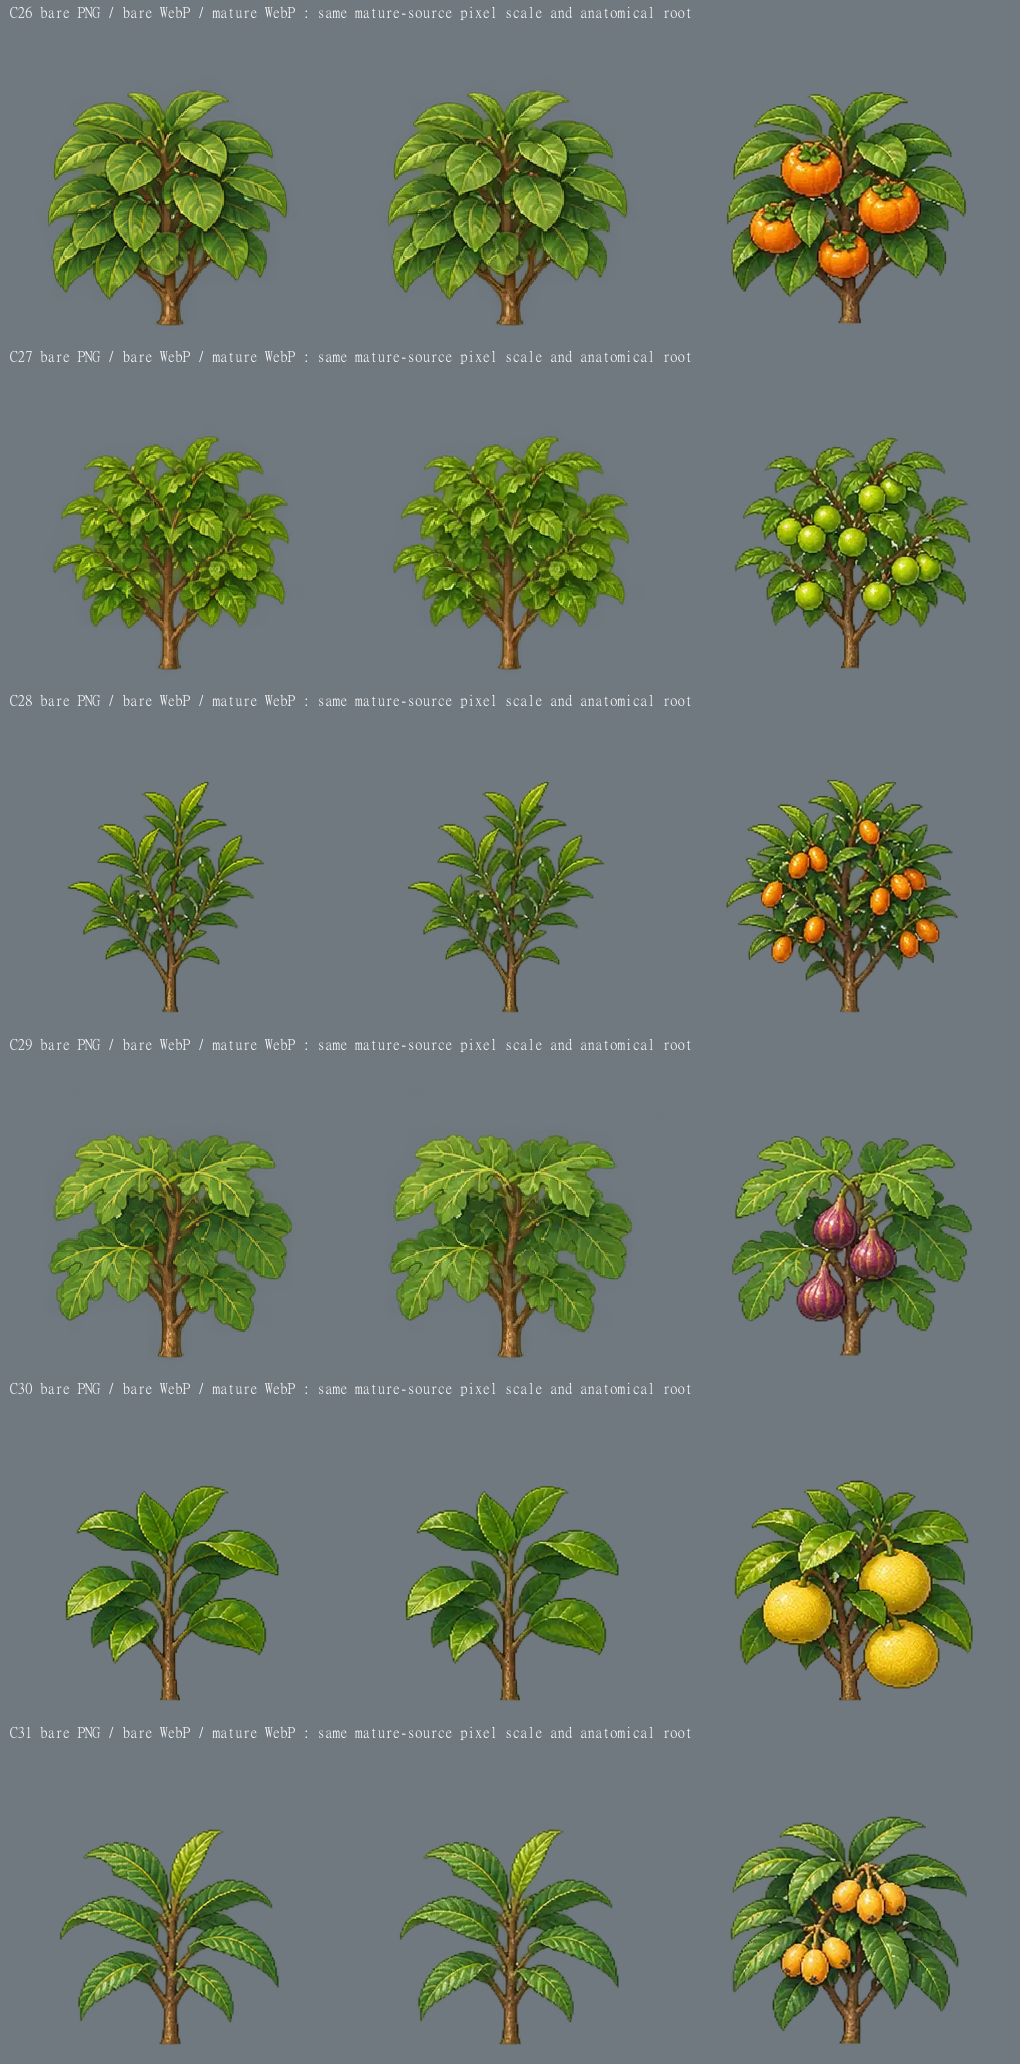 C26 bare PNG / bare WebP / mature WebP : same mature-source pixel scale and anatomical root
C27 bare PNG / bare WebP / mature WebP : same mature-source pixel scale and anatomical root
C28 bare PNG / bare WebP / mature WebP : same mature-source pixel scale and anatomical root
C29 bare PNG / bare WebP / mature WebP : same mature-source pixel scale and anatomical root
C30 bare PNG / bare WebP / mature WebP : same mature-source pixel scale and anatomical root
C31 bare PNG / bare WebP / mature WebP : same mature-source pixel scale and anatomical root